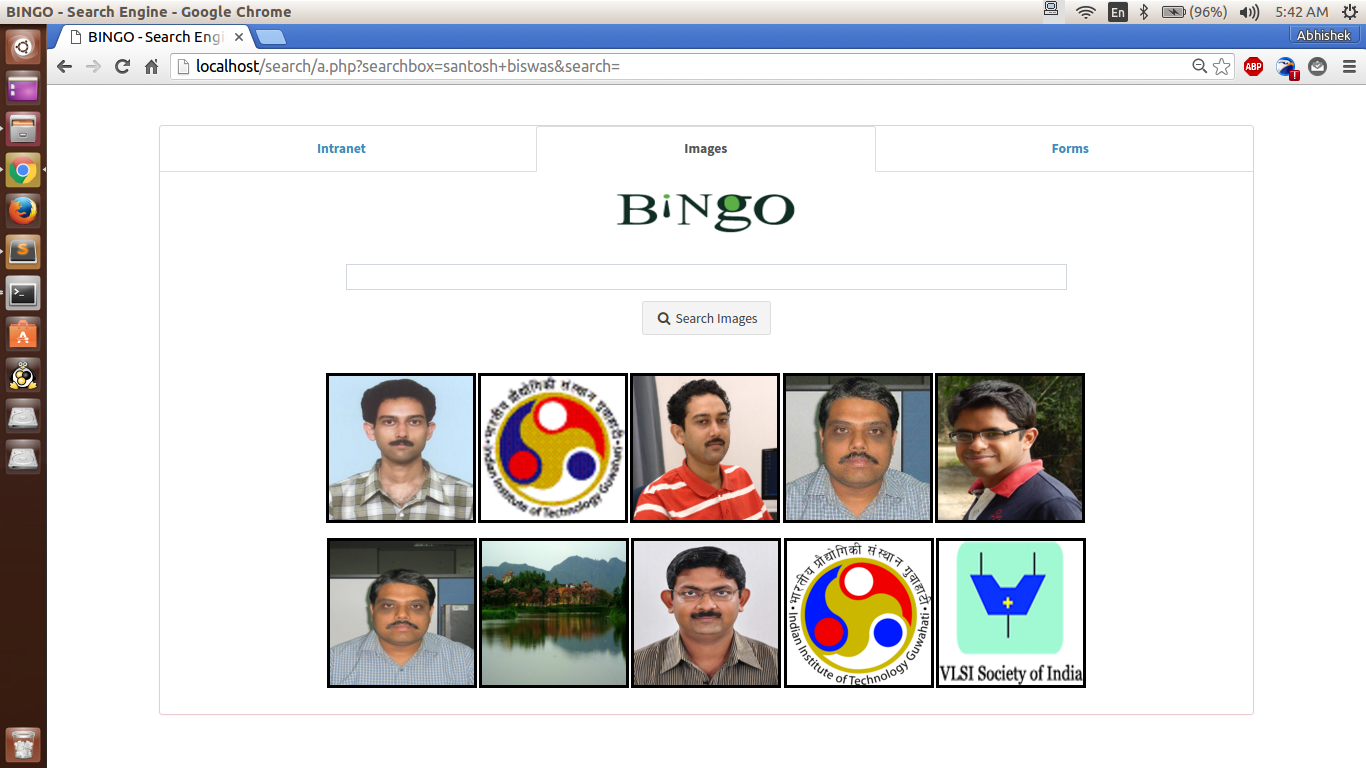 BINGO - Search Engine - Google Chrome
En
(96%)
5:42 AM
BINGO - Search Engi
Abhishek
localhost/search/a.php?searchbox=santosh+biswas&search=
ABP
Intranet
Images
Forms
BiNgO
Search Images
भारतीय प्रौद्योगिकी संस्थान गुवाहाटी
Indian Institute of Technology Guwahati
भारतीय प्रौद्योगिकी संस्थान गुवाहाटी
Indian Institute of Technology Guwahati
VLSI Society of India